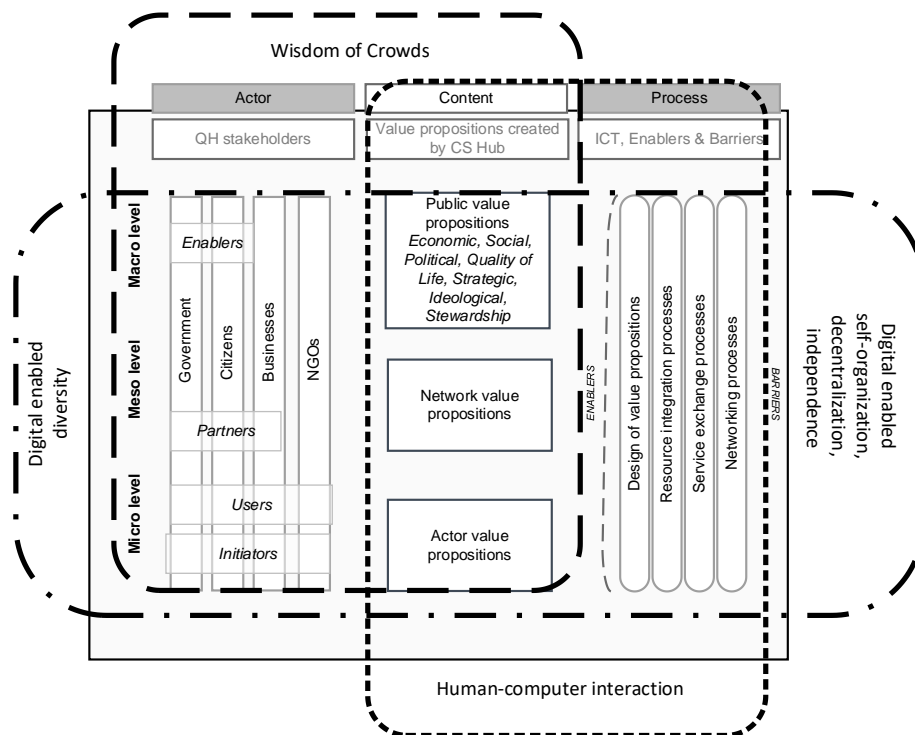 Wisdom of Crowds
Actor
Content
Process
QH stakeholders
Value propositions created
by CS Hub
ICT, Enablers & Barriers
Macro level
Meso level
Micro level
Enablers
Partners
Users
Initiators
Government
Citizens
Businesses
NGOs
Public value
propositions
Economic, Social,
Political, Quality of
Life, Strategic,
Ideological,
Stewardship
Network value
propositions
Actor value
propositions
ENABLERS
Design of value propositions
Resource integration processes
Service exchange processes
Networking processes
BARRIERS
Digital enabled
diversity
Digital enabled
self-organization,
decentralization,
independence
Human-computer interaction